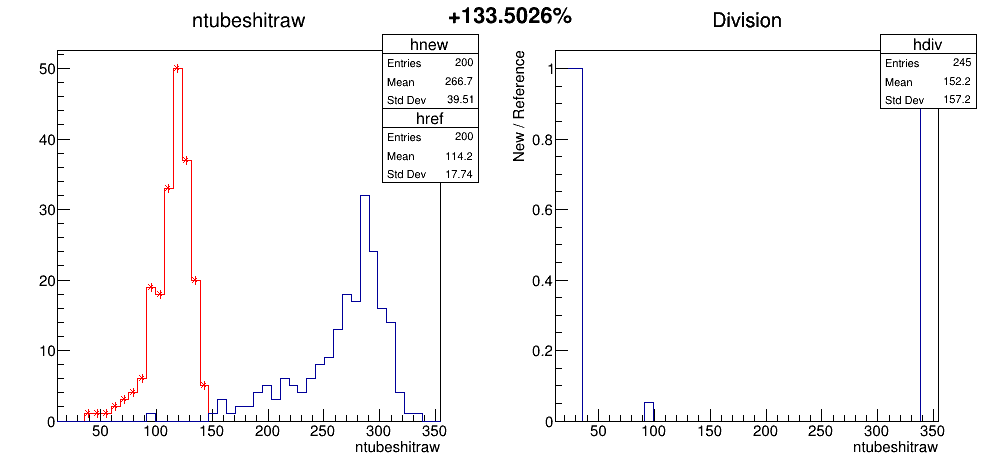 +133.5026%
ntubeshitraw
hnew
Entries 200
Mean 266.7
Std Dev 39.51
href
Entries 200
Mean 114.2
Std Dev 17.74
50
40
30
20
10
0
50 100 150 200 250 300 350
ntubeshitraw
Division
hdiv
Entries 245
Mean 152.2
Std Dev 157.2
New / Reference
1
0.8
0.6
0.4
0.2
0
50 100 150 200 250 300 350
ntubeshitraw